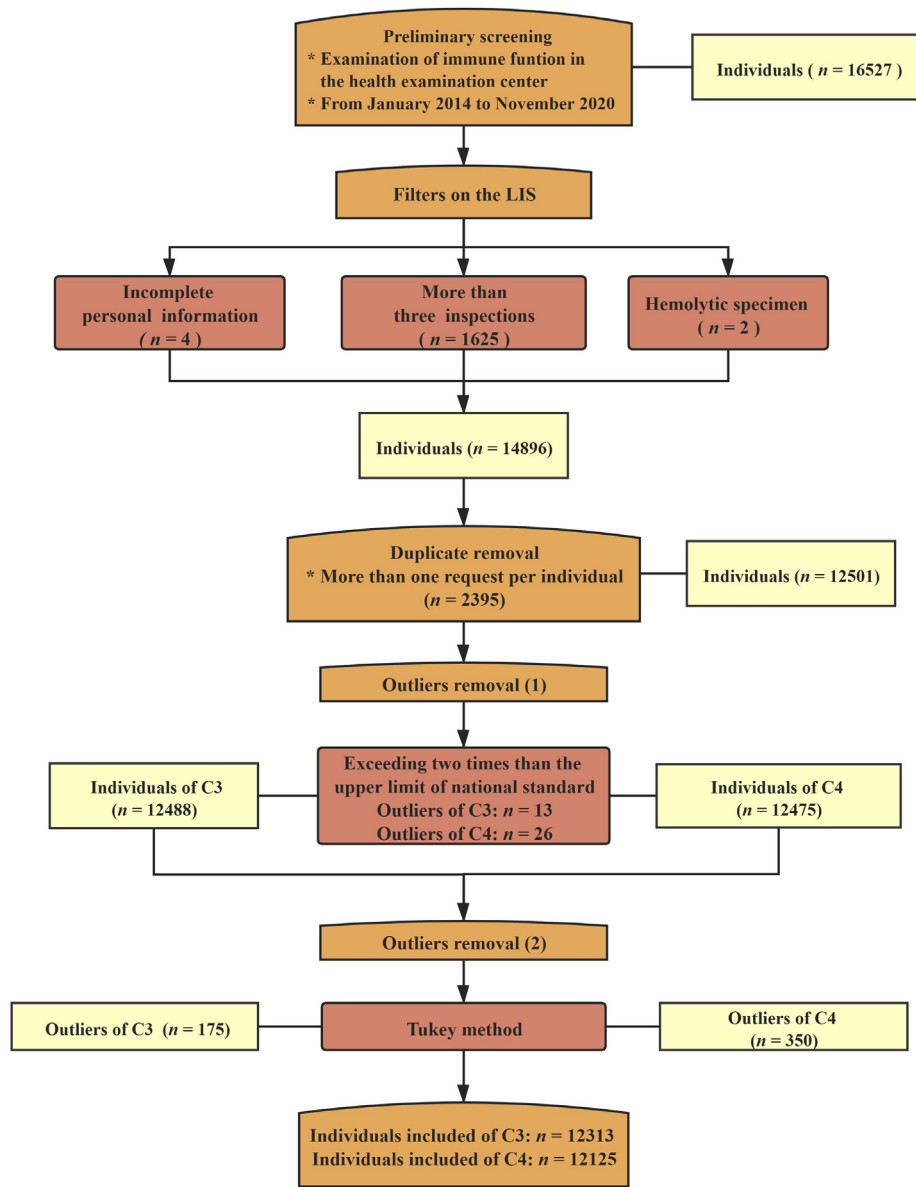 Preliminary screening
* Examination of immune funtion in
the health examination center
* From January 2014 to November 2020
Individuals ( n = 16527 )
Filters on the LIS
Incomplete
personal information
( n = 4 )
More than
three inspections
( n = 1625 )
Hemolytic specimen
( n = 2 )
Individuals (n = 14896)
Duplicate removal
* More than one request per individual
(n = 2395)
Individuals (n = 12501)
Outliers removal (1)
Individuals of C3
(n = 12488)
Exceeding two times than the
upper limit of national standard
Outliers of C3: n = 13
Outliers of C4: n = 26
Individuals of C4
(n = 12475)
Outliers removal (2)
Outliers of C3 (n = 175)
Tukey method
Outliers of C4
(n = 350)
Individuals included of C3: n = 12313
Individuals included of C4: n = 12125